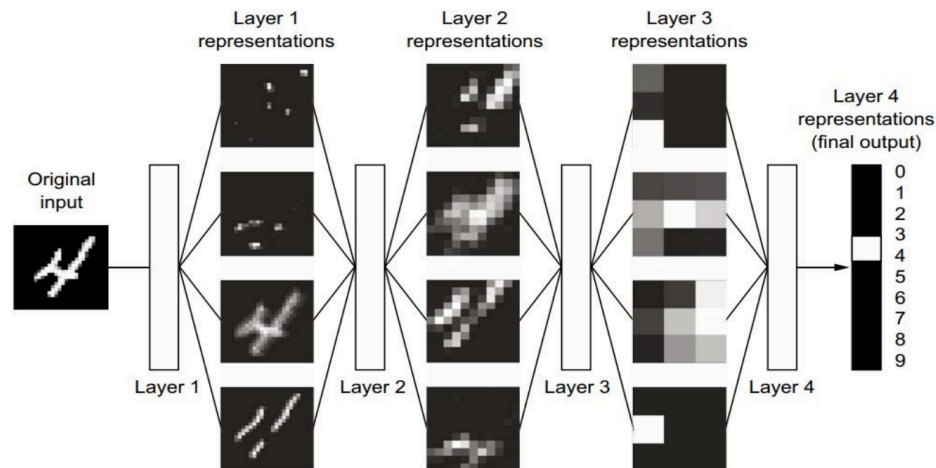 Layer 1
representations
Layer 2
representations
Layer 3
representations
Layer 4
representations
(final output)
Original
input
0
1
2
3
4
5
6
7
8
9
Layer 1
Layer 2
Layer 3
Layer 4